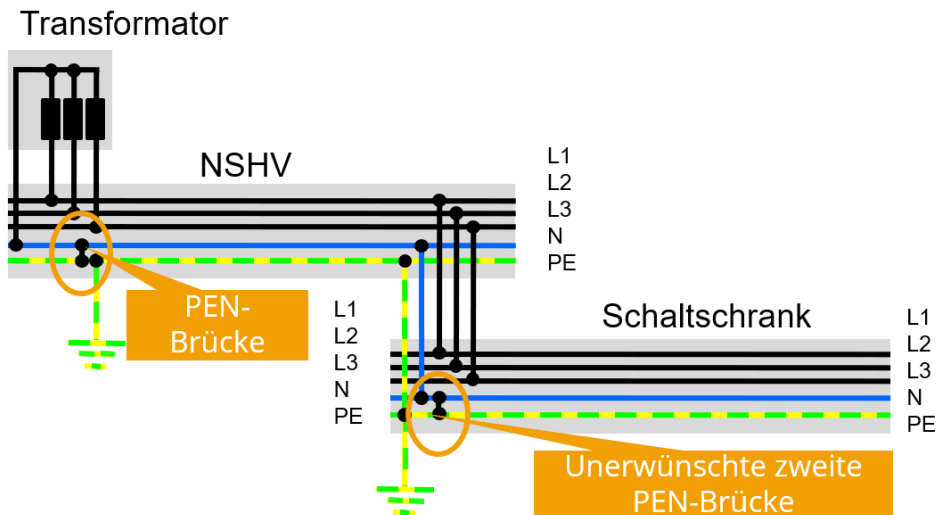 Transformator
NSHV
L1
L2
L3
N
PE
PEN-
Brücke
L1
L2
L3
N
PE
Schaltschrank
L1
L2
L3
N
PE
Unerwünschte zweite
PEN-Brücke